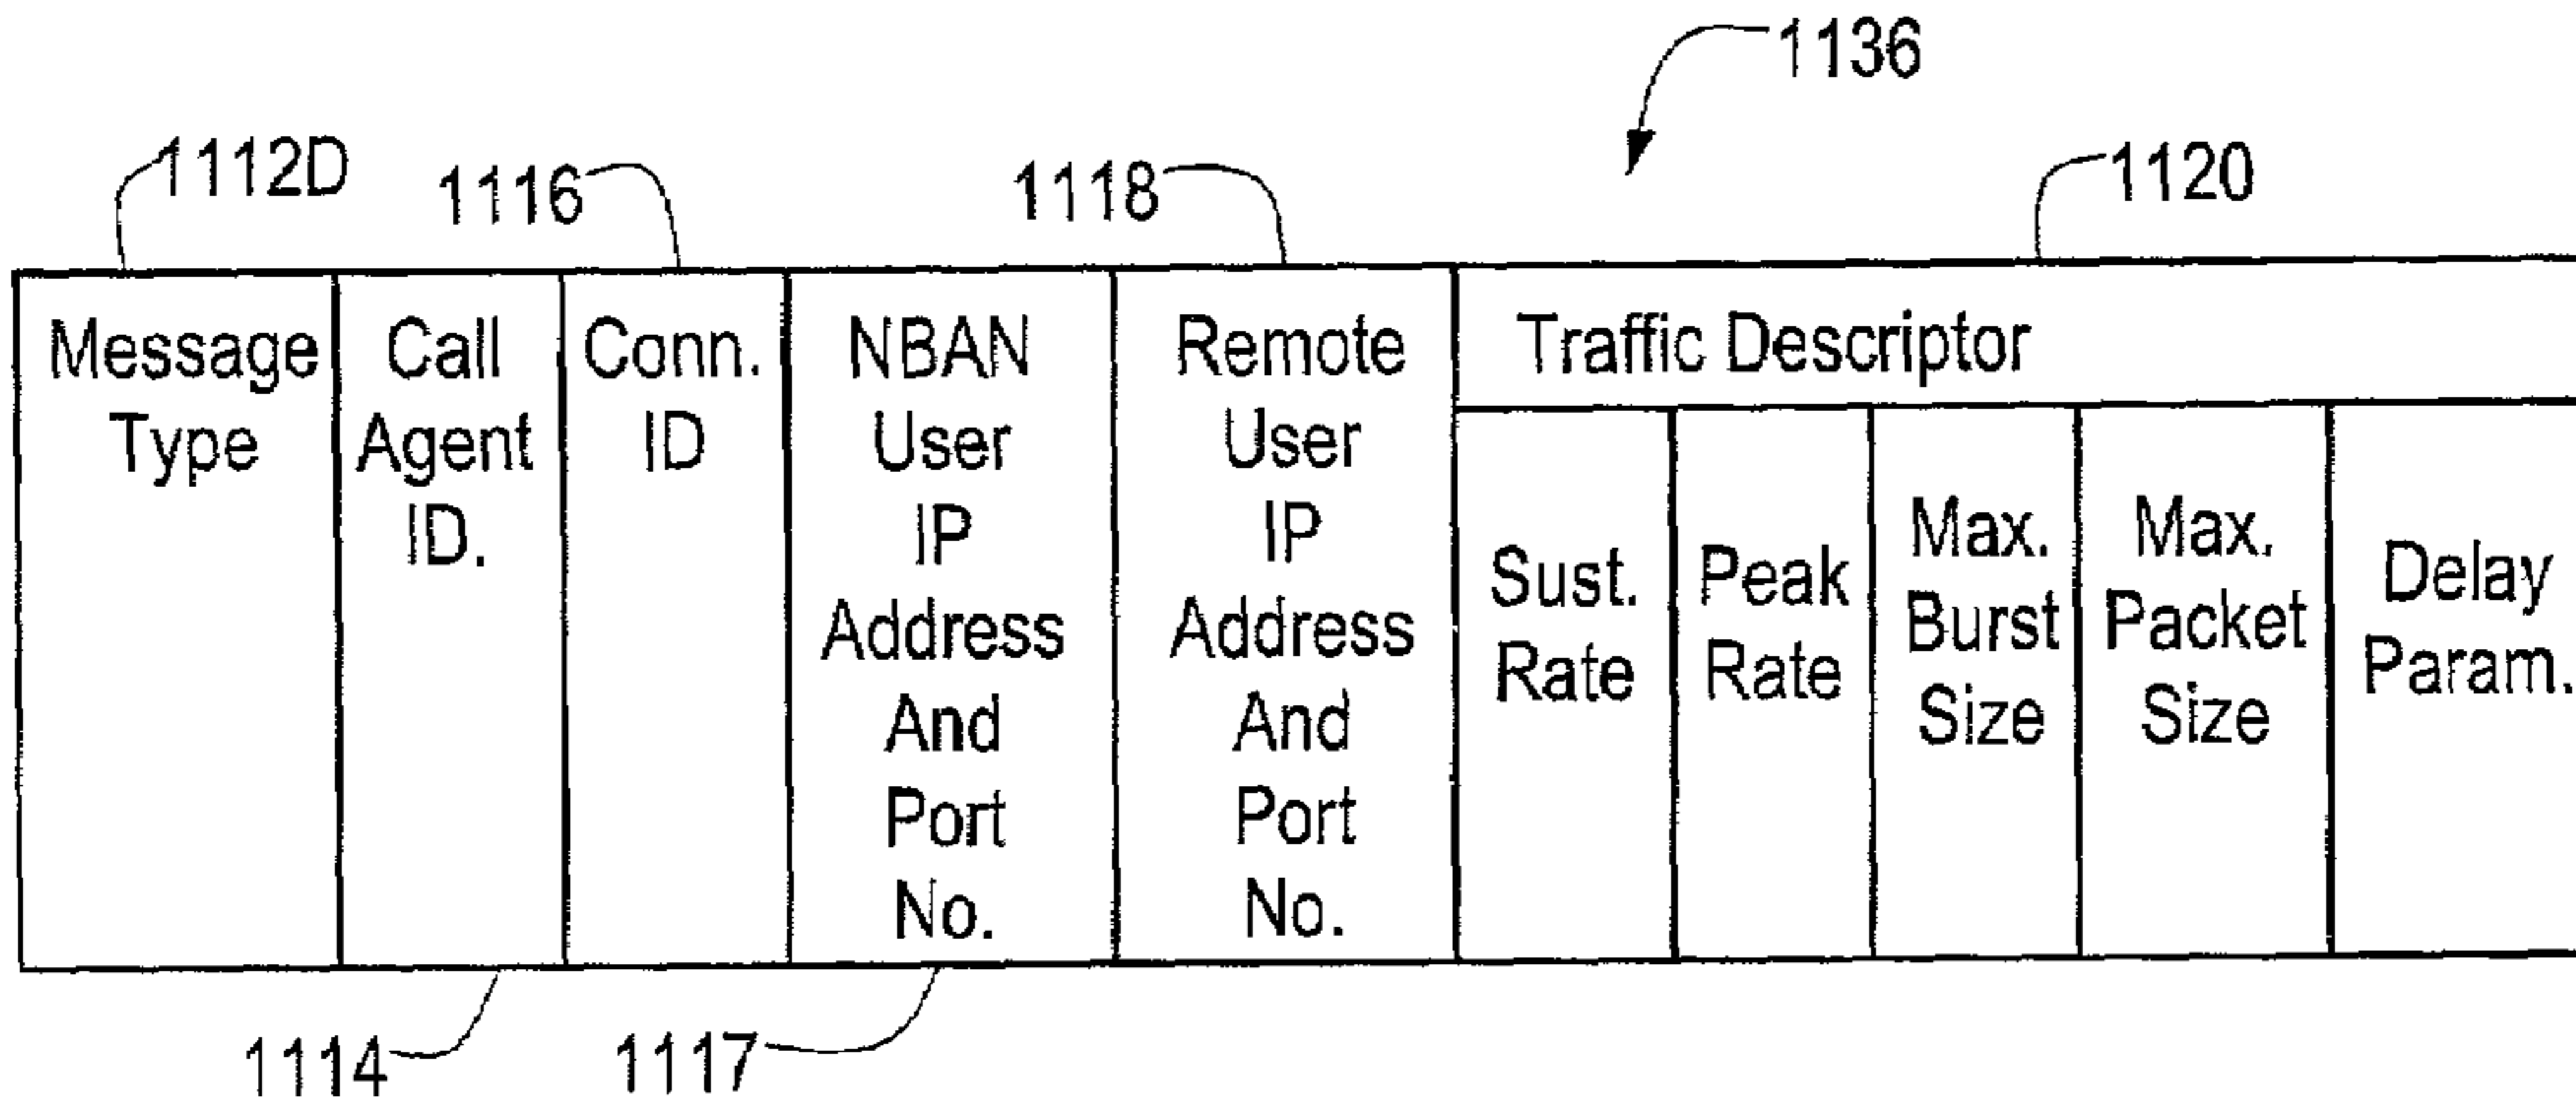 1136
1112D
1116
1118
1120
Message
Type
Call
Agent
ID.
Conn.
ID
NBAN
User
IP
Address
And
Port
No.
Remote
User
IP
Address
And
Port
No.
Traffic Descriptor
Sust.
Rate
Peak
Rate
Max.
Burst
Size
Max.
Packet
Size
Delay
Param.
1114
1117